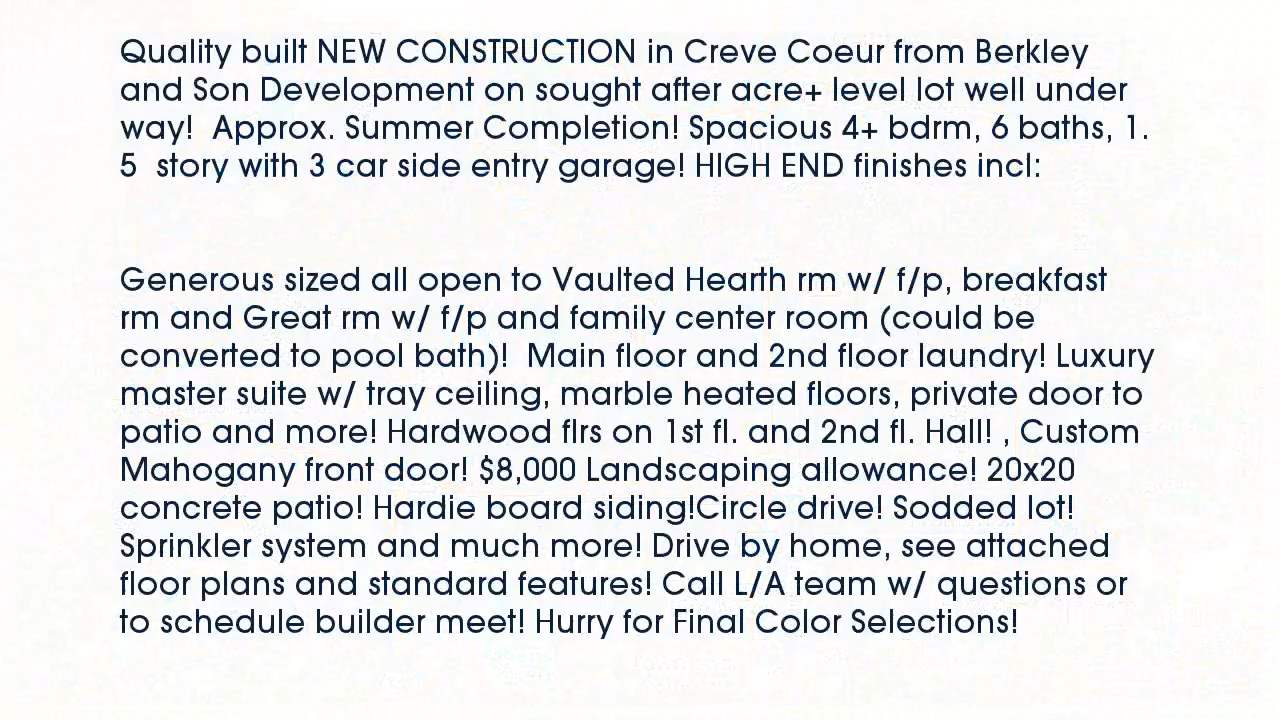 Quality built NEW CONSTRUCTION in Creve Coeur from Berkley
and Son Development on sought after acre+ level lot well under
way!  Approx. Summer Completion! Spacious 4+ bdrm, 6 baths, 1.
5  story with 3 car side entry garage! HIGH END finishes incl:
Generous sized all open to Vaulted Hearth rm w/ f/p, breakfast
rm and Great rm w/ f/p and family center room (could be
converted to pool bath)!  Main floor and 2nd floor laundry! Luxury
master suite w/ tray ceiling, marble heated floors, private door to
patio and more! Hardwood flrs on 1st fl. and 2nd fl. Hall! , Custom
Mahogany front door! $8,000 Landscaping allowance! 20x20
concrete patio! Hardie board siding!Circle drive! Sodded lot!
Sprinkler system and much more! Drive by home, see attached
floor plans and standard features! Call L/A team w/ questions or
to schedule builder meet! Hurry for Final Color Selections!